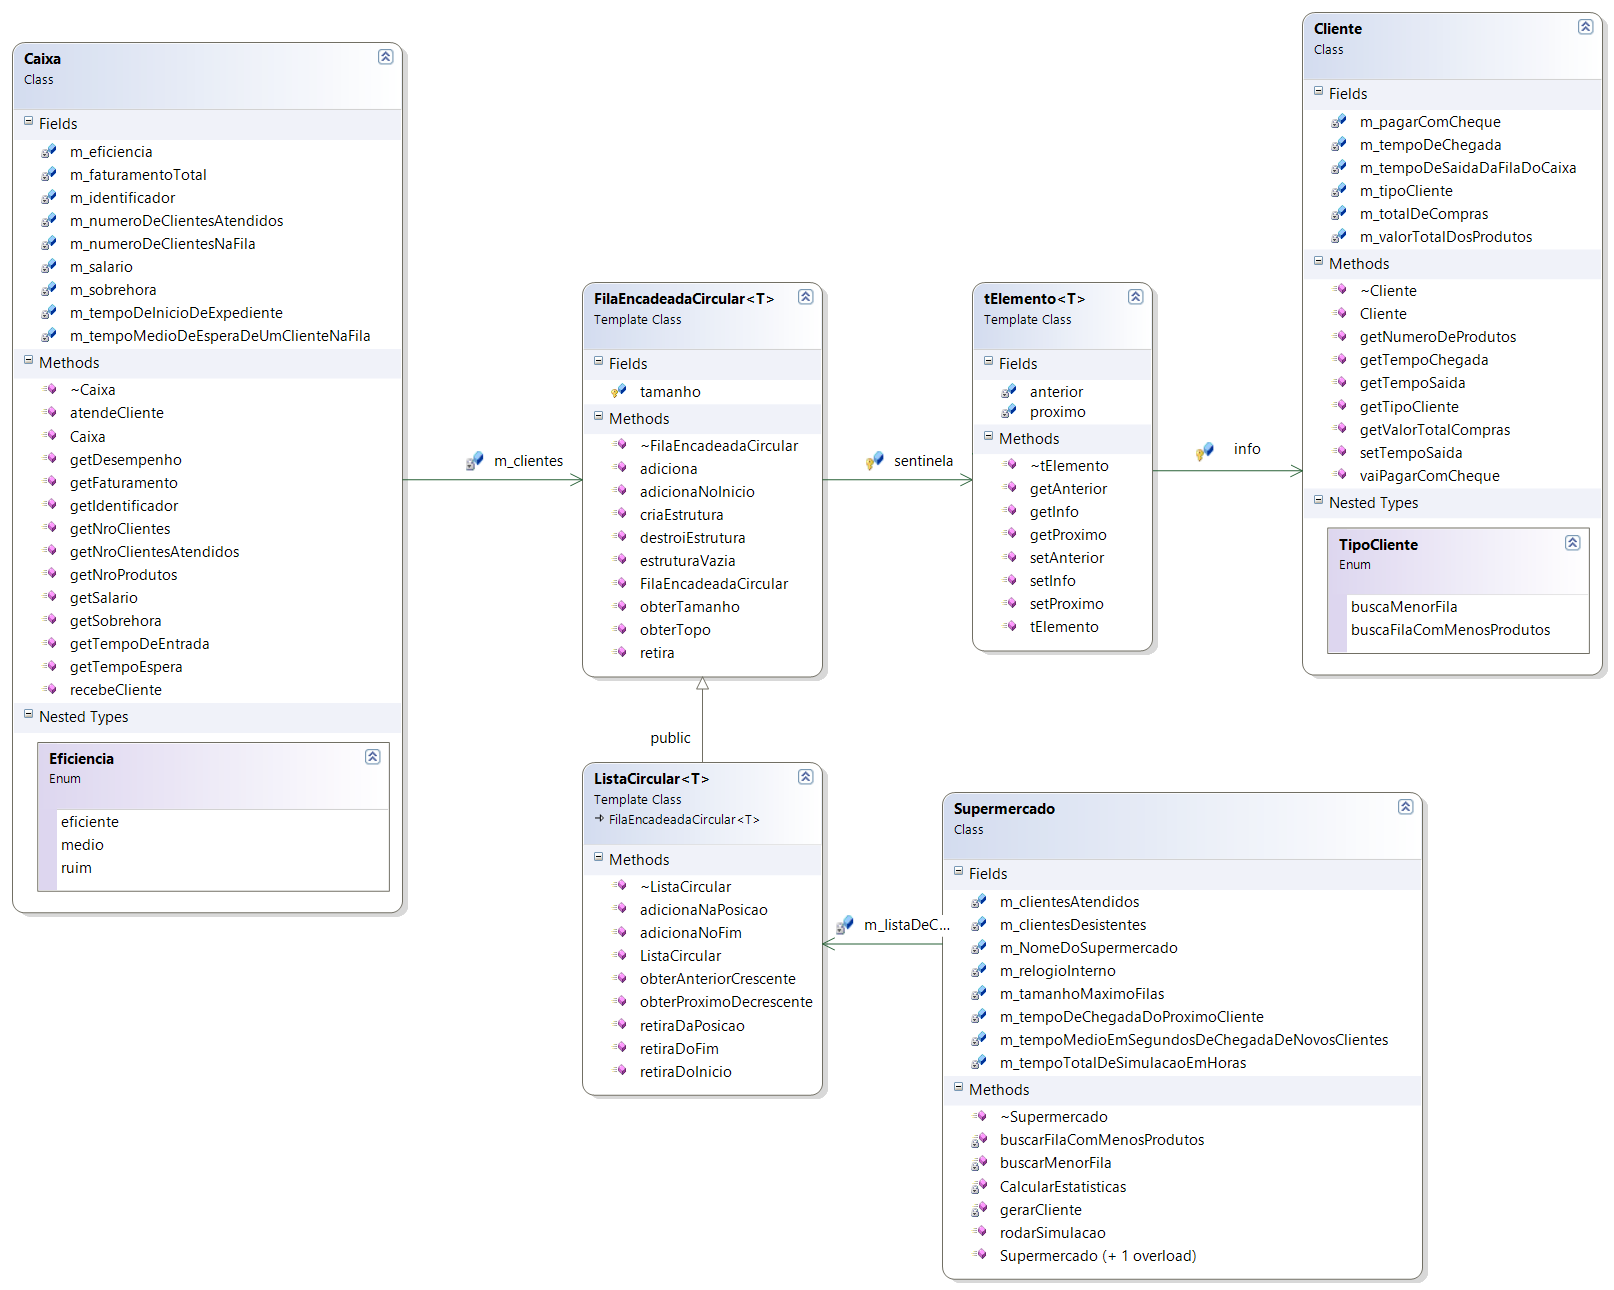 Caixa
Class
Fields
m_eficiencia
m_faturamentoTotal
m_identificador
m_numeroDeClientesAtendidos
m_numeroDeClientesNaFila
m_salario
m_sobrehora
m_tempoDeInicioDeExpediente
m_tempoMedioDeEsperaDeUmClienteNaFila
Methods
~Caixa
atendeCliente
Caixa
getDesempenho
getFaturamento
getIdentificador
getNroClientes
getNroClientesAtendidos
getNroProdutos
getSalario
getSobrehora
getTempoDeEntrada
getTempoEspera
recebeCliente
Nested Types
Eficiencia
Enum
eficiente
medio
ruim
m_clientes
FilaEncadeadaCircular<T>
Template Class
Fields
tamanho
Methods
~FilaEncadeadaCircular
adiciona
adicionaNoInicio
criaEstrutura
destroiEstrutura
estruturaVazia
FilaEncadeadaCircular
obterTamanho
obterTopo
retira
sentinela
tElemento<T>
Template Class
Fields
anterior
proximo
Methods
~tElemento
getAnterior
getInfo
getProximo
setAnterior
setInfo
setProximo
tElemento
info
Cliente
Class
Fields
m_pagarComCheque
m_tempoDeChegada
m_tempoDeSaidaDaFilaDoCaixa
m_tipoCliente
m_totalDeCompras
m_valorTotalDosProdutos
Methods
~Cliente
Cliente
getNumeroDeProdutos
getTempoChegada
getTempoSaida
getTipoCliente
getValorTotalCompras
setTempoSaida
vaiPagarComCheque
Nested Types
TipoCliente
Enum
buscaMenorFila
buscaFilaComMenosProdutos
public
ListaCircular<T>
Template Class
FilaEncadeadaCircular<T>
Methods
~ListaCircular
adicionaNaPosicao
adicionaNoFim
ListaCircular
obterAnteriorCrescente
obterProximoDecrescente
retiraDaPosicao
retiraDoFim
retiraDoInicio
m_listaDeC...
Supermercado
Class
Fields
m_clientesAtendidos
m_clientesDesistentes
m_NomeDoSupermercado
m_relogioInterno
m_tamanhoMaximoFilas
m_tempoDeChegadaDoProximoCliente
m_tempoMedioEmSegundosDeChegadaDeNovosClientes
m_tempoTotalDeSimulacaoEmHoras
Methods
~Supermercado
buscarFilaComMenosProdutos
buscarMenorFila
CalcularEstatisticas
gerarCliente
rodarSimulacao
Supermercado (+ 1 overload)